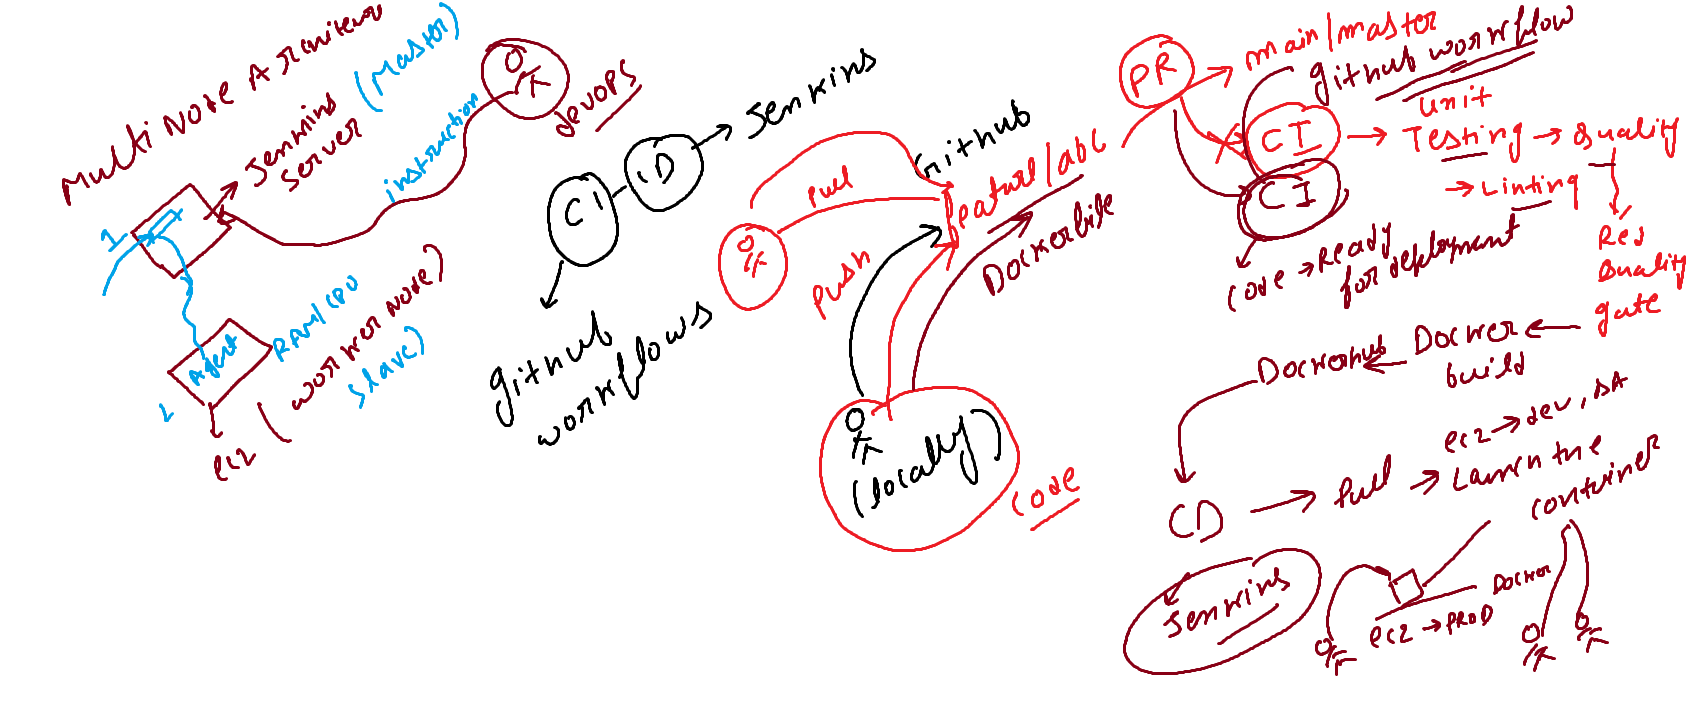 Multi Node
Jenkins
server (Master)
instruction
devops
1
Agent
RAM/CPU
(worker node)
slave)
ec2
CI
CD
Jenkins
github
workflows
Github
pull
push
feature/abc
Dockerfile
(locally)
code
PR
main/master
github workflow
CI
unit
Testing
Quality
Linting
CI
code
Ready
for deployment
Quality
gate
Docker
build
Dockerhub
CD
pull
ec2
dev, QA
Launch the
container
Jenkins
ec2
PROD
Docker